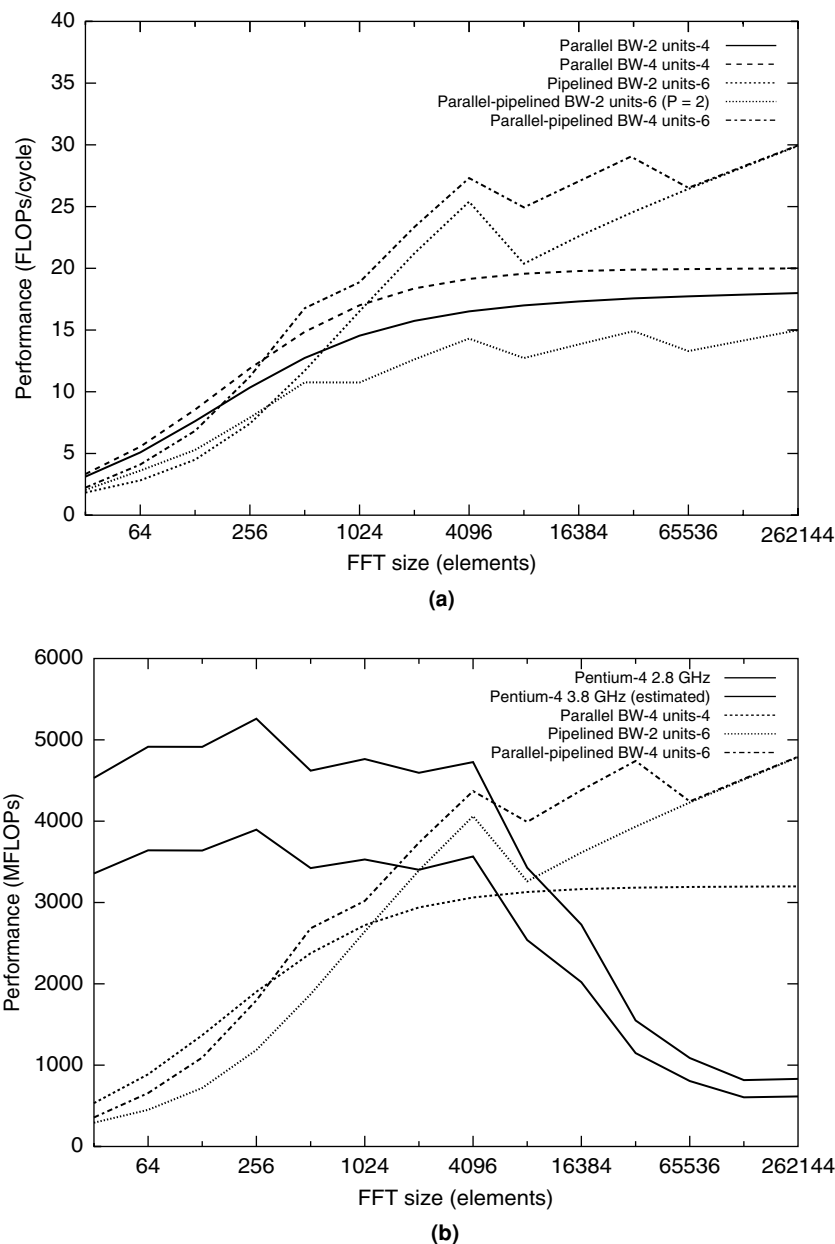 40
35
30
25
20
15
10
5
0
Performance (FLOPs/cycle)
Parallel BW-2 units-4
Parallel BW-4 units-4
Pipelined BW-2 units-6
Parallel-pipelined BW-2 units-6 (P = 2)
Parallel-pipelined BW-4 units-6
64 256 1024 4096 16384 65536 262144
FFT size (elements)
(a)
6000
5000
4000
3000
2000
1000
0
Performance (MFLOPs)
Pentium-4 2.8 GHz
Pentium-4 3.8 GHz (estimated)
Parallel BW-4 units-4
Pipelined BW-2 units-6
Parallel-pipelined BW-4 units-6
64 256 1024 4096 16384 65536 262144
FFT size (elements)
(b)